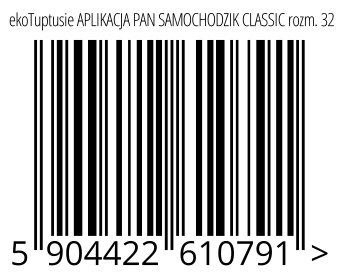 ekoTuptusie APLIKACJA PAN SAMOCHODZIK CLASSIC rozm. 32
5 904422 610791 >